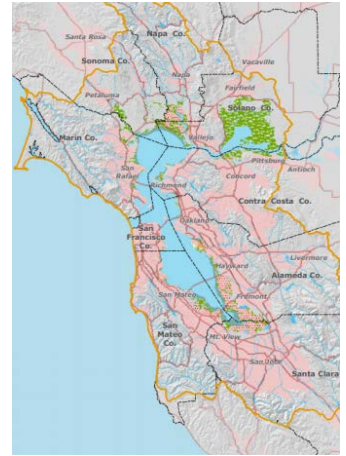 Napa Co.
Santa Rosa
Sonoma Co.
Vacaville
Napa
Fairfield
Petaluma
Solano Co.
Marin Co.
Vallejo
San
Rafael
Pittsburg
Antioch
Richmond
Concord
Contra Costa Co.
Oakland
San
Francisco
Co.
Livermore
Hayward
Alameda Co.
San Mateo
Fremont
San
Mateo
Co.
Mt. View
San Jose
Santa Clara